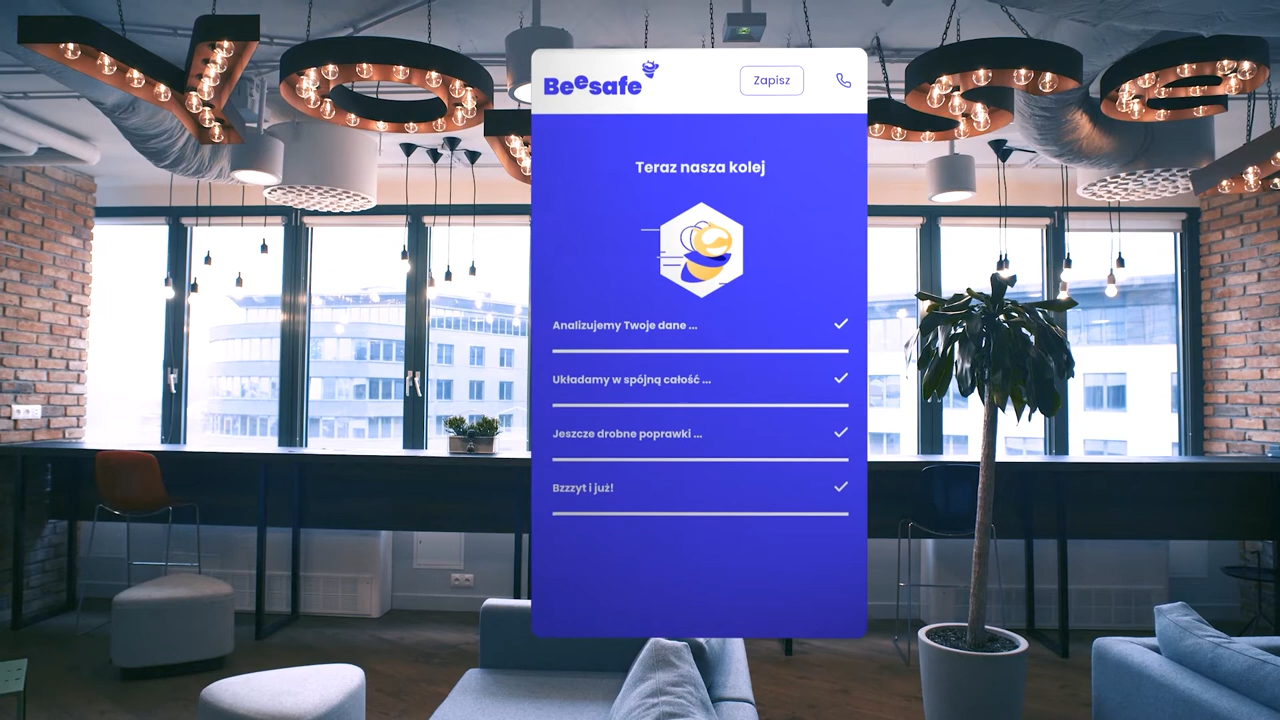 Beesafe
Zapisz
Teraz nasza kolej
Analizujemy Twoje dane ...
Układamy w spójną całość ...
Jeszcze drobne poprawki ...
Bzzzyt i już!